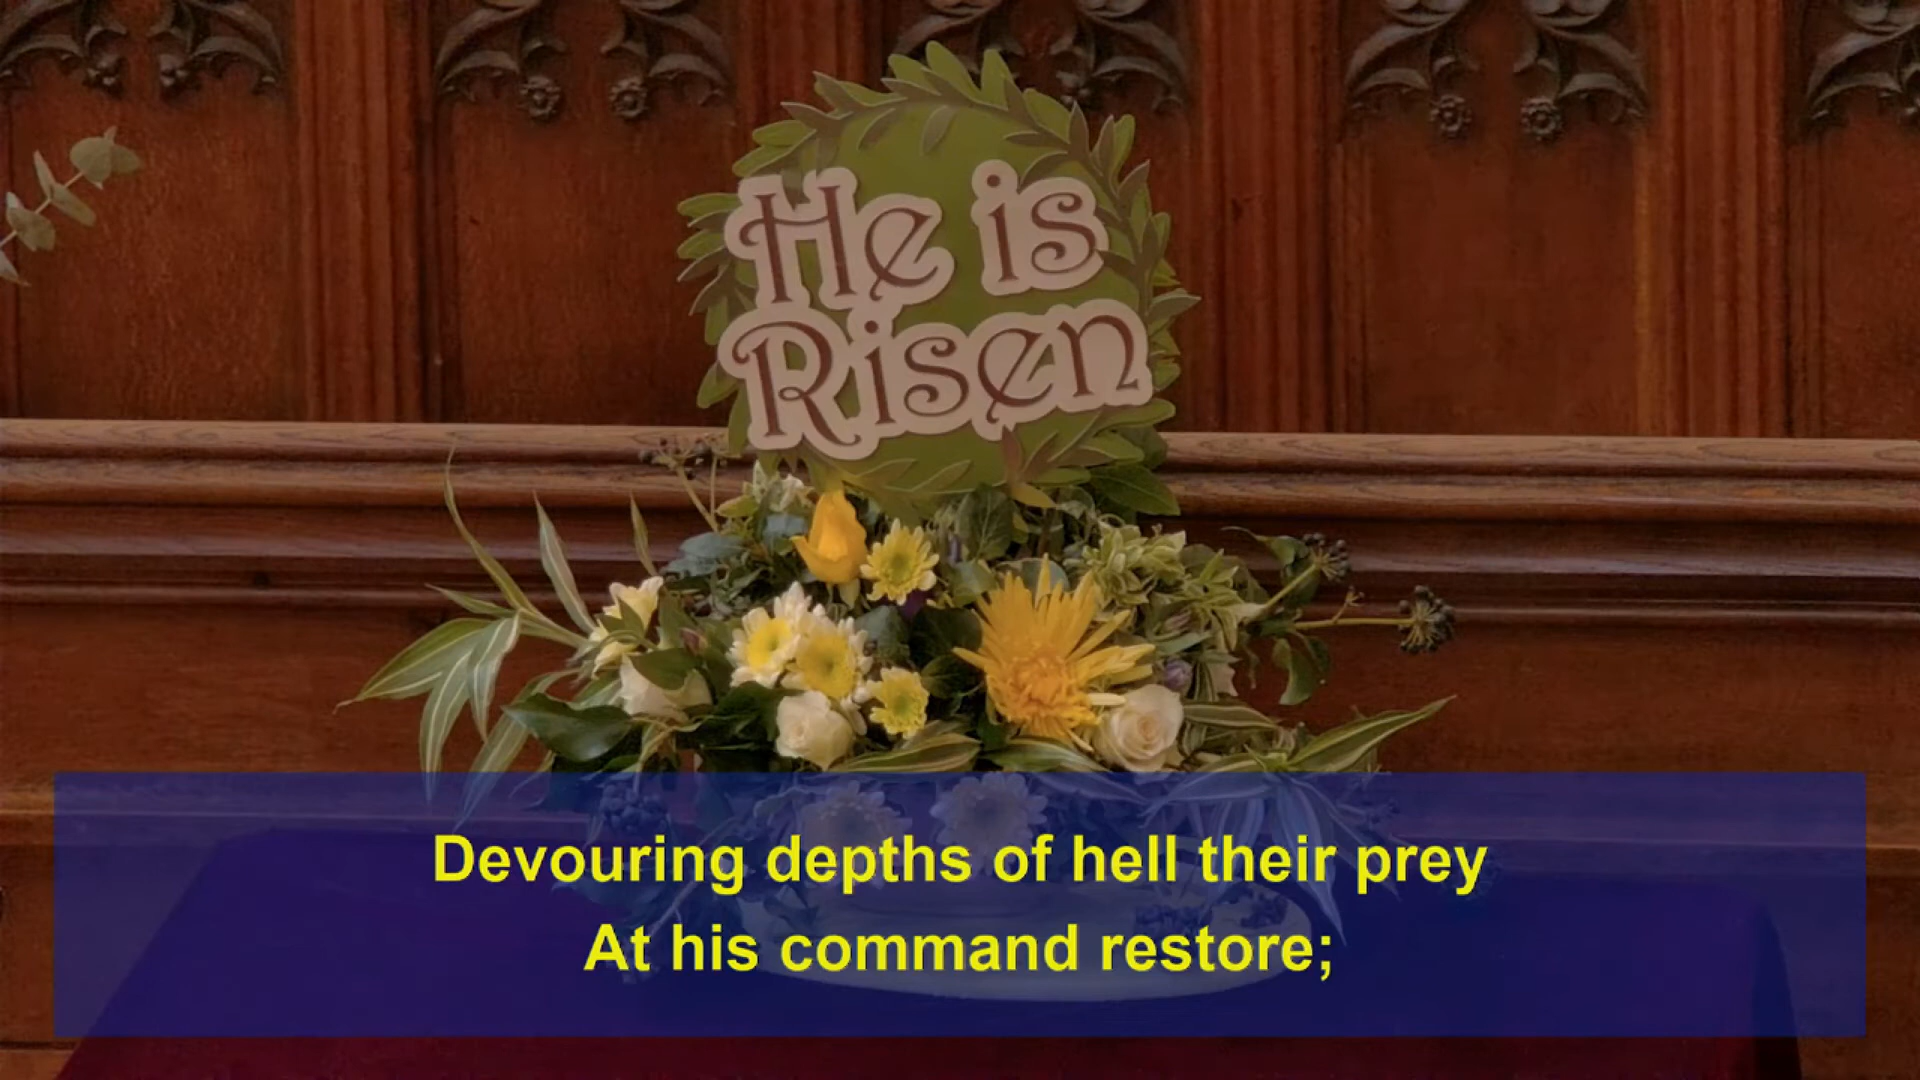 He is
Risen
Devouring depths of hell their prey
At his command restore;